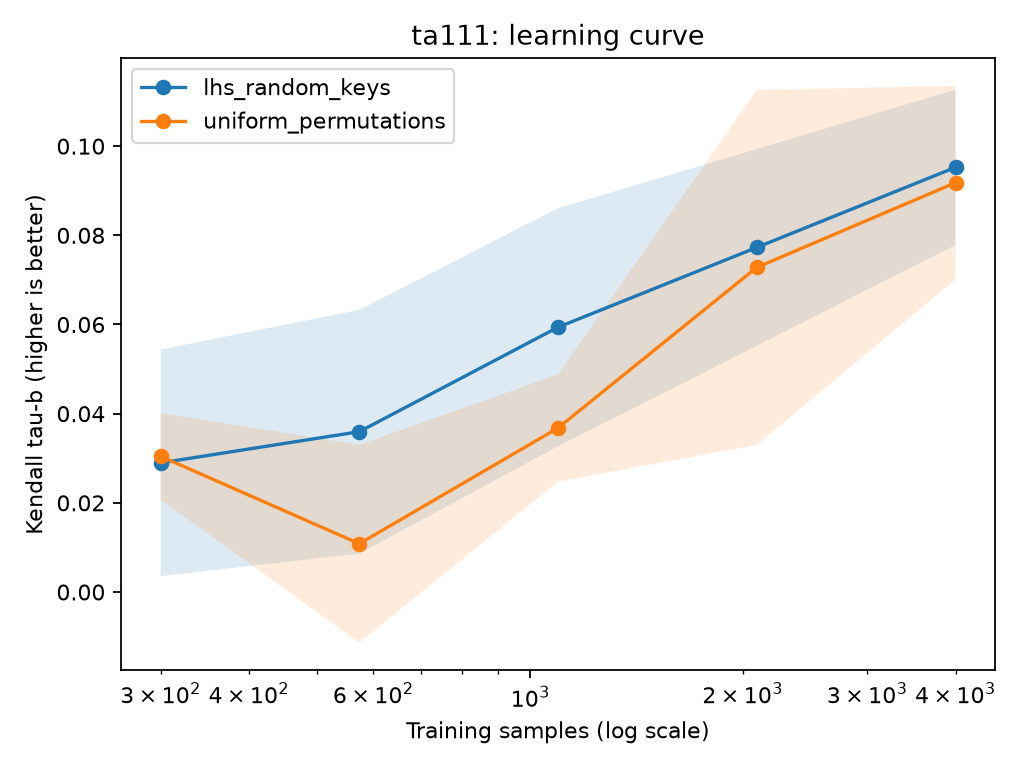 ta111: learning curve
lhs_random_keys
uniform_permutations
Kendall tau-b (higher is better)
0.10
0.08
0.06
0.04
0.02
0.00
3 × 10² 4 × 10² 6 × 10² 10³ 2 × 10³ 3 × 10³ 4 × 10³
Training samples (log scale)